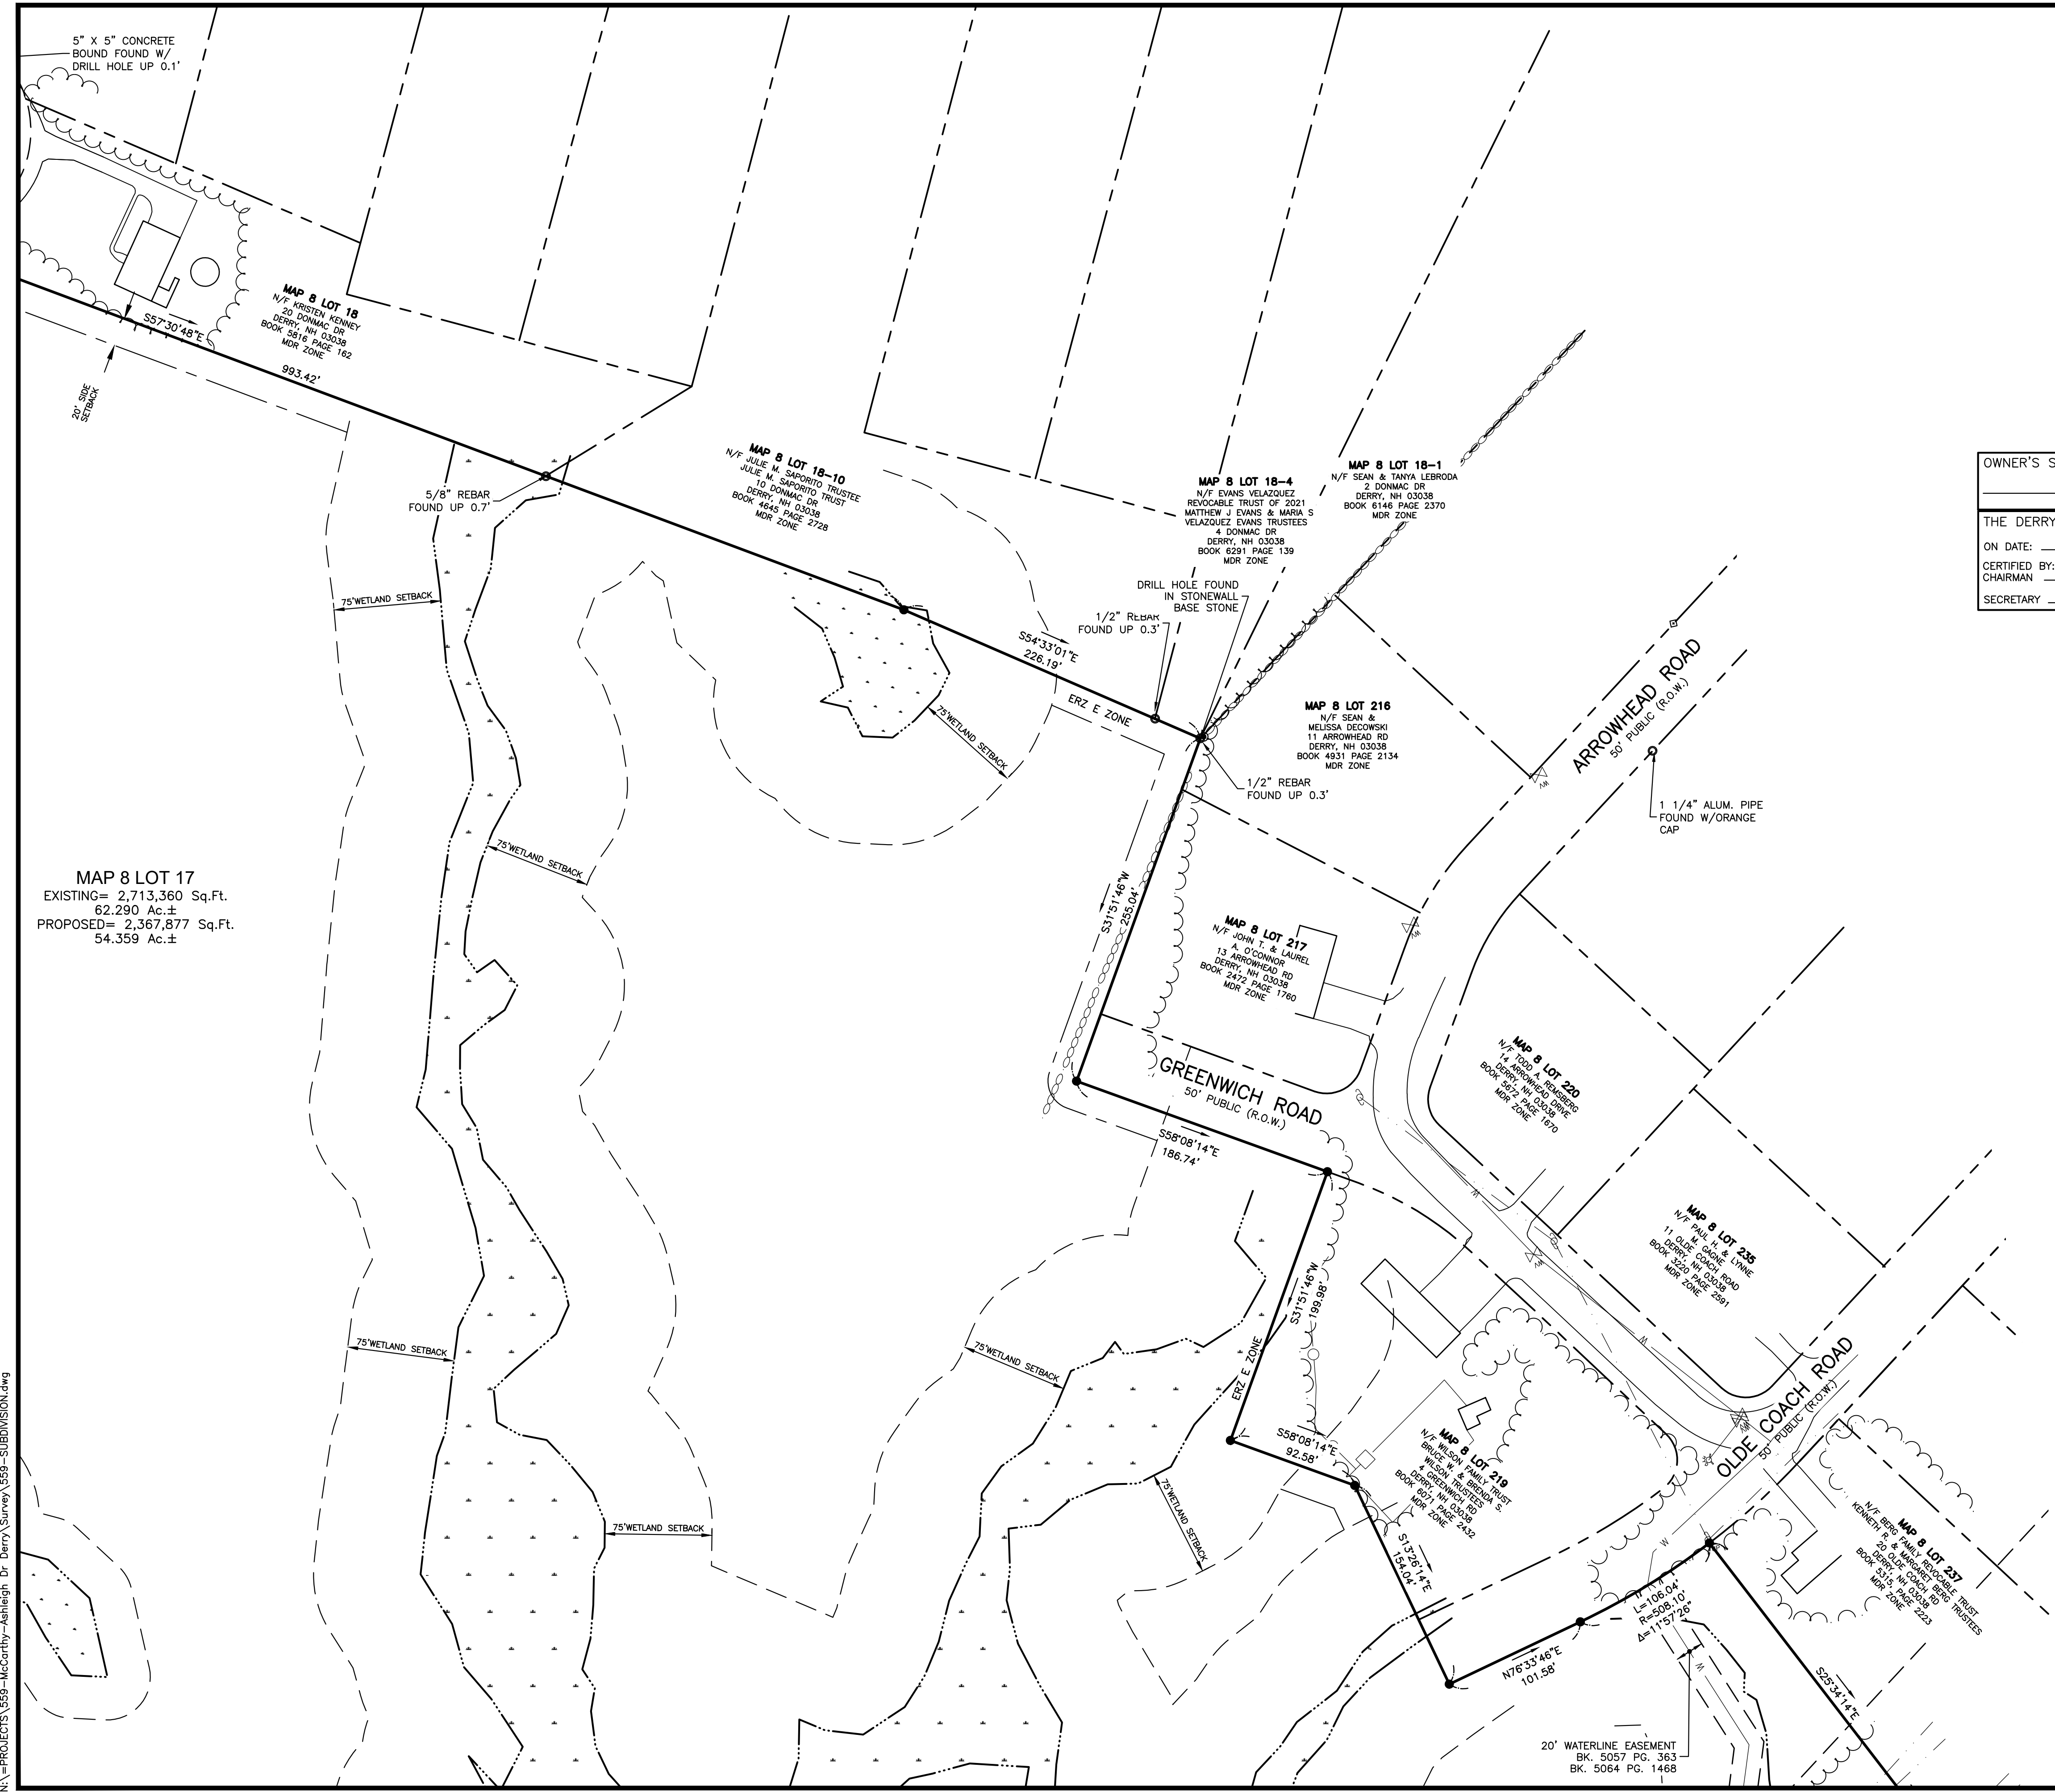 5" X 5" CONCRETE
BOUND FOUND W/
DRILL HOLE UP 0.1'
MAP 8 LOT 18
N/F KRISTEN KENNEY
20 DONMAC DR
DERRY, NH 03038
BOOK 5816 PAGE 162
MDR ZONE
S57°30'48"E
993.42'
20' SIDE
SETBACK
5/8" REBAR
FOUND UP 0.7'
MAP 8 LOT 18-10
N/F JULIE M. SAPORITO TRUSTEE
JULIE M. SAPORITO TRUST
10 DONMAC DR
DERRY, NH 03038
BOOK 4645 PAGE 2728
MDR ZONE
MAP 8 LOT 18-4
N/F EVANS VELAZQUEZ
REVOCABLE TRUST OF 2021
MATTHEW J EVANS & MARIA S
VELAZQUEZ EVANS TRUSTEES
4 DONMAC DR
DERRY, NH 03038
BOOK 6291 PAGE 139
MDR ZONE
MAP 8 LOT 18-1
N/F SEAN & TANYA LEBRODA
2 DONMAC DR
DERRY, NH 03038
BOOK 6146 PAGE 2370
MDR ZONE
OWNER'S S
THE DERRY
ON DATE:
CERTIFIED BY:
CHAIRMAN
SECRETARY
DRILL HOLE FOUND
IN STONEWALL
BASE STONE
1/2" REBAR
FOUND UP 0.3'
75'WETLAND SETBACK
S54°33'01"E
226.19'
ERZ E ZONE
75'WETLAND SETBACK
MAP 8 LOT 216
N/F SEAN &
MELISSA DECOWSKI
11 ARROWHEAD RD
DERRY, NH 03038
BOOK 4931 PAGE 2134
MDR ZONE
1/2" REBAR
FOUND UP 0.3'
ARROWHEAD ROAD
50' PUBLIC (R.O.W.)
WV
1 1/4" ALUM. PIPE
FOUND W/ORANGE
CAP
75'WETLAND SETBACK
MAP 8 LOT 17
EXISTING= 2,713,360 Sq.Ft.
62.290 Ac.±
PROPOSED= 2,367,877 Sq.Ft.
54.359 Ac.±
S31°51'46"W
255.04'
MAP 8 LOT 217
N/F JOHN T. & LAUREL
A. O'CONNOR
13 ARROWHEAD RD
DERRY, NH 03038
BOOK 2472 PAGE 1760
MDR ZONE
WV
GREENWICH ROAD
50' PUBLIC (R.O.W.)
S58°08'14"E
186.74'
MAP 8 LOT 220
N/F TODD A. REMSBERG
14 ARROWHEAD DRIVE
DERRY, NH 03038
BOOK 5672 PAGE 1670
MDR ZONE
W
WV
MAP 8 LOT 235
N/F PAUL H. & LYNNE
M. GAGNE
11 OLDE COACH ROAD
DERRY, NH 03038
BOOK 3220 PAGE 2591
MDR ZONE
W
S31°51'46"W
199.98'
ERZ E ZONE
75'WETLAND SETBACK
75'WETLAND SETBACK
OLDE COACH ROAD
50' PUBLIC (R.O.W.)
WV
S58°08'14"E
92.58'
MAP 8 LOT 219
N/F WILSON FAMILY TRUST
BRUCE W. & BRENDA S.
WILSON TRUSTEES
4 GREENWICH RD
DERRY, NH 03038
BOOK 6071 PAGE 2432
MDR ZONE
75'WETLAND SETBACK
75'WETLAND SETBACK
S13°26'14"E
154.04'
W
L=106.04'
R=508.10'
Δ=11°57'26"
W
N76°33'46"E
101.58'
MAP 8 LOT 237
N/F BERG FAMILY REVOCABLE TRUST
KENNETH R. & MARGARET BERG TRUSTEES
20 OLDE COACH RD
DERRY, NH 03038
BOOK 5315, PAGE 2223
MDR ZONE
S25°34'14"E
20' WATERLINE EASEMENT
BK. 5057 PG. 363
BK. 5064 PG. 1468
N:\=PROJECTS\559-McCarthy-Ashleigh Dr Derry\Survey\559-SUBDIVISION.dwg